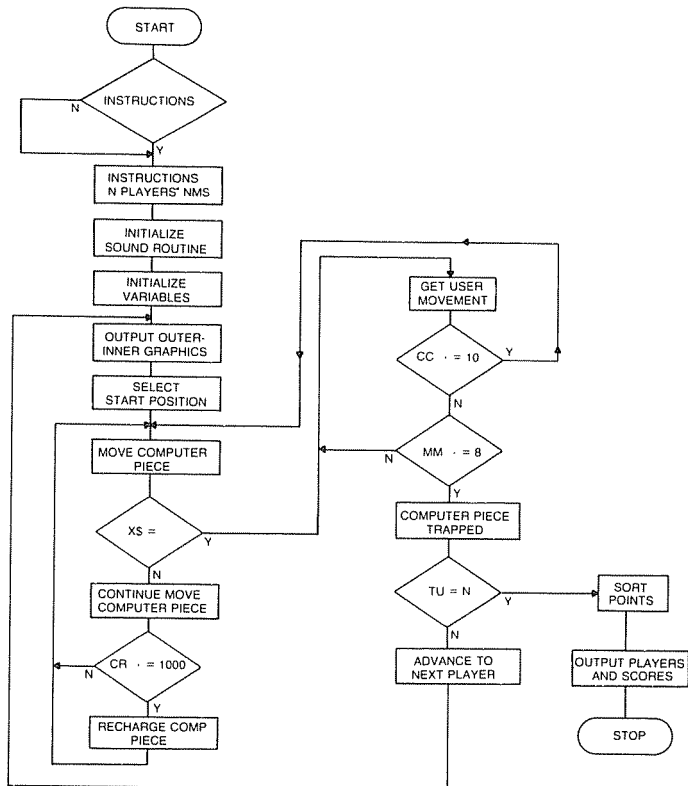 START
INSTRUCTIONS
N
Y
INSTRUCTIONS
N PLAYERS' NMS
INITIALIZE
SOUND ROUTINE
INITIALIZE
VARIABLES
OUTPUT OUTER-
INNER GRAPHICS
SELECT
START POSITION
MOVE COMPUTER
PIECE
X$ =
Y
N
CONTINUE MOVE
COMPUTER PIECE
CR · = 1000
N
Y
RECHARGE COMP
PIECE
GET USER
MOVEMENT
CC · = 10
Y
N
MM · = 8
N
Y
COMPUTER PIECE
TRAPPED
TU = N
Y
N
ADVANCE TO
NEXT PLAYER
SORT
POINTS
OUTPUT PLAYERS
AND SCORES
STOP